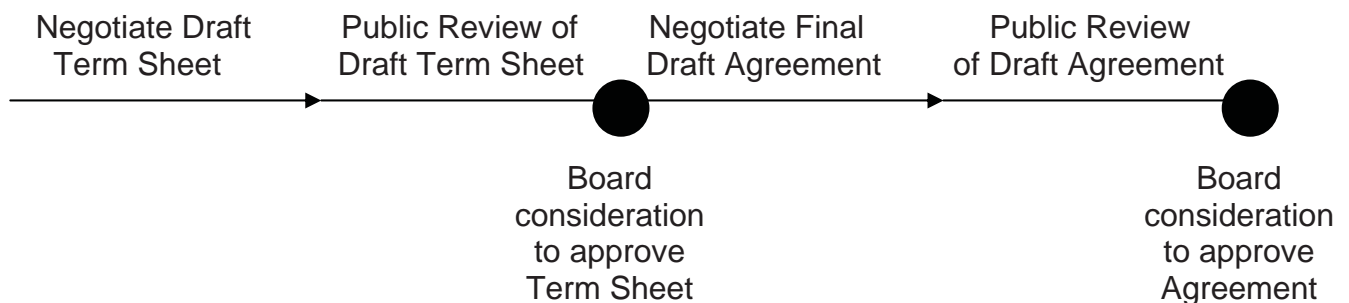 Negotiate Draft
Term Sheet
Public Review of
Draft Term Sheet
Negotiate Final
Draft Agreement
Public Review
of Draft Agreement
Board
consideration
to approve
Term Sheet
Board
consideration
to approve
Agreement